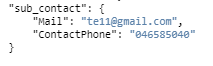 "sub_contact": {
    "Mail": "te11@gmail.com",
    "ContactPhone": "046585040"
}